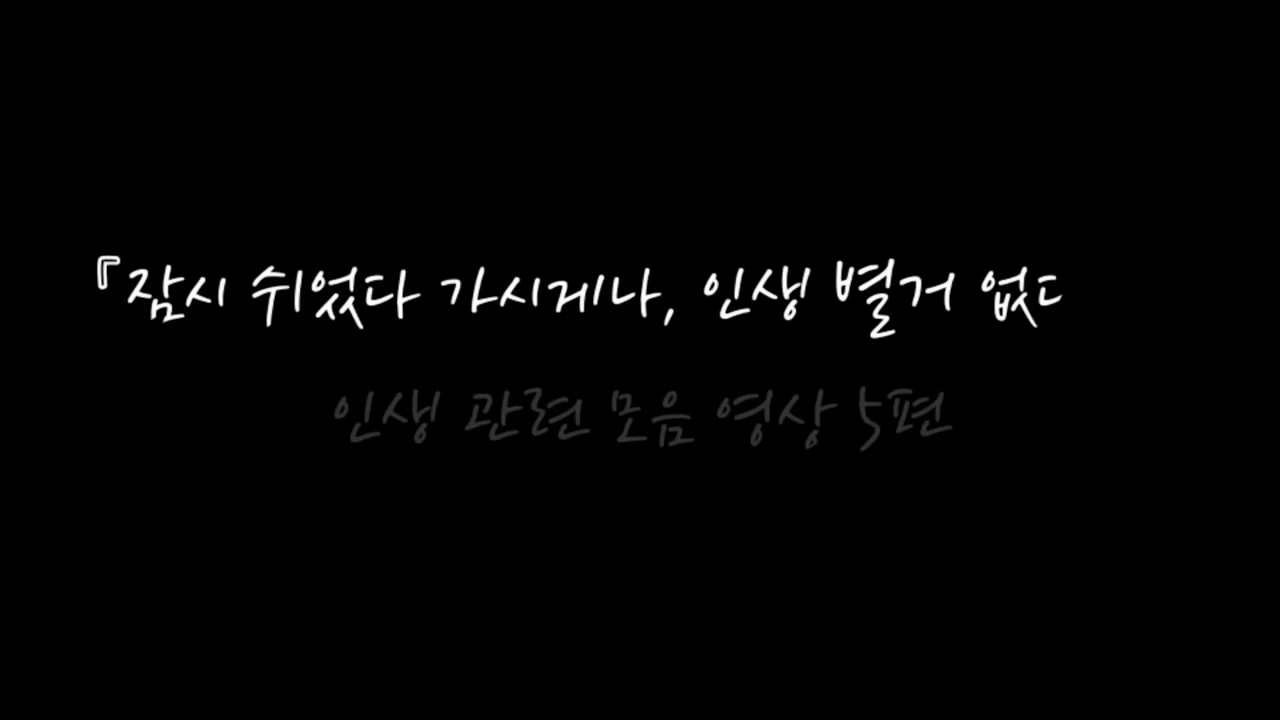 『잠시 쉬었다 가시게나, 인생 별거 없ㄷ
인생 관련 모음 영상 5편